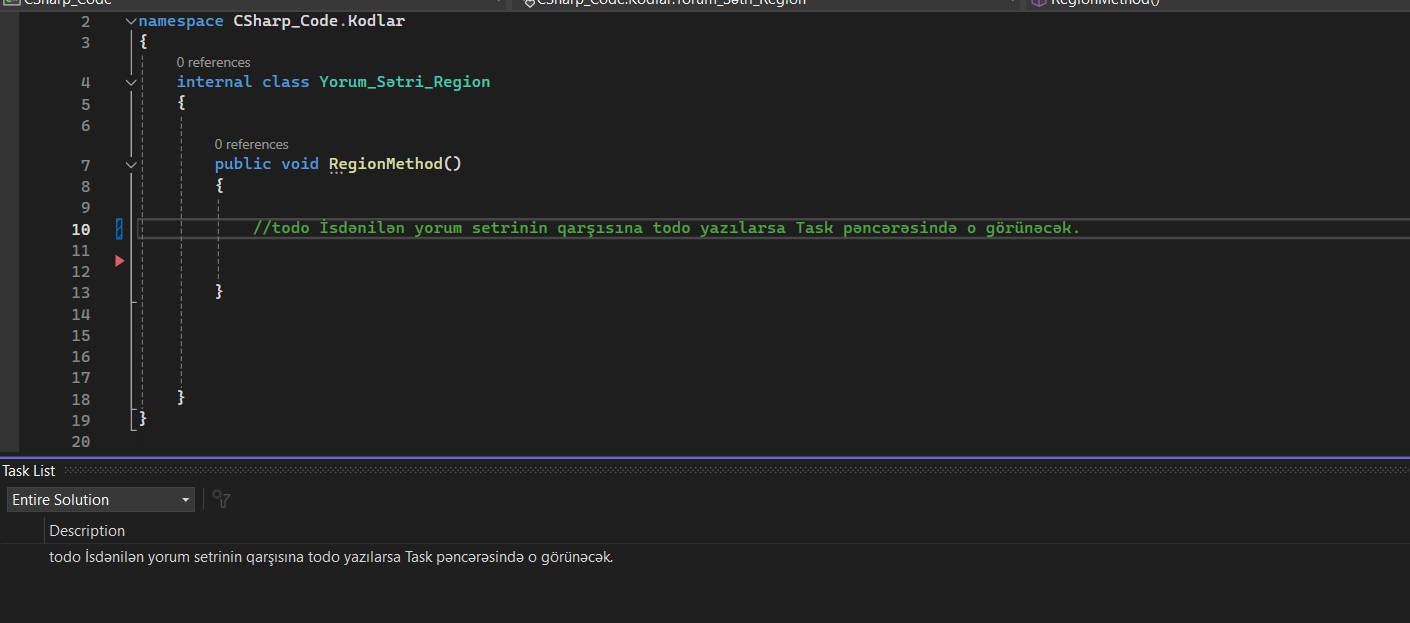 CSharp_Code
CSharp_Code.Kodlar.Yorum_Sətri_Region
RegionMethod()
2 namespace CSharp_Code.Kodlar
3 {
0 references
4 internal class Yorum_Sətri_Region
5 {
6
0 references
7 public void RegionMethod()
8 {
9
10 //todo İsdənilən yorum setrinin qarşısına todo yazılarsa Task pəncərəsində o görünəcək.
11
12
13 }
14
15
16
17
18 }
19 }
20
Task List
Entire Solution
Description
todo İsdənilən yorum setrinin qarşısına todo yazılarsa Task pəncərəsində o görünəcək.